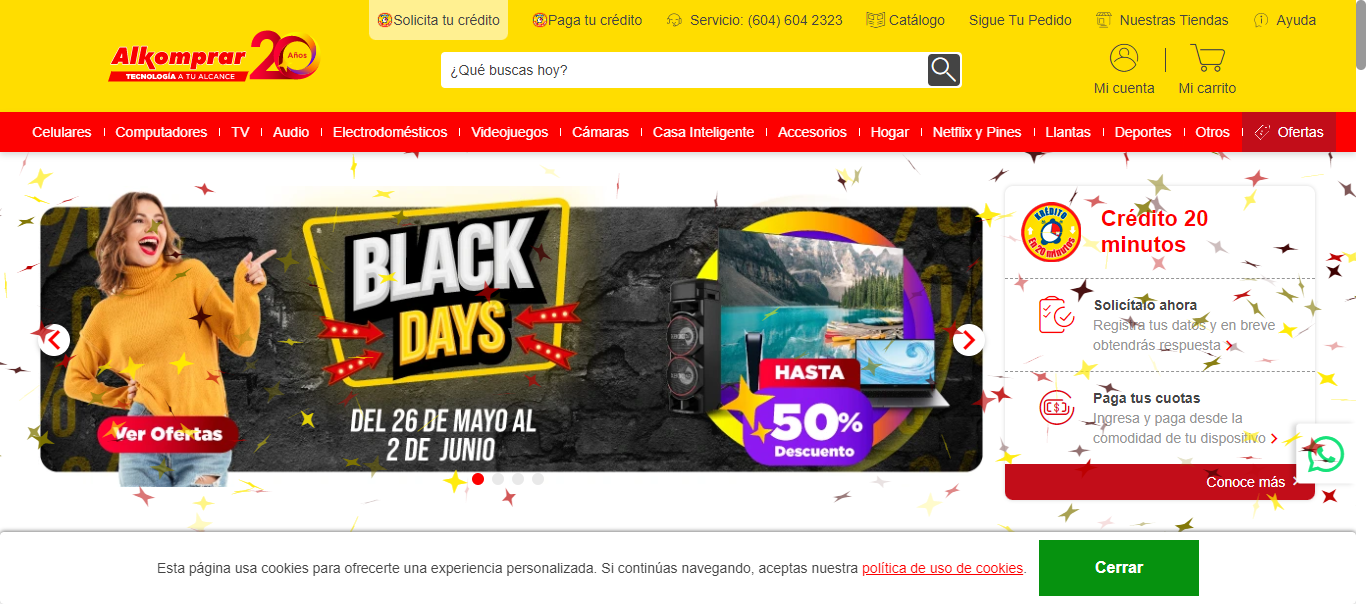 Solicita tu crédito
Paga tu crédito
Servicio: (604) 604 2323
Catálogo
Sigue Tu Pedido
Nuestras Tiendas
Ayuda
Alkomprar 20 Años
TECNOLOGÍA A TU ALCANCE
¿Qué buscas hoy?
Mi cuenta
Mi carrito
Celulares
Computadores
TV
Audio
Electrodomésticos
Videojuegos
Cámaras
Casa Inteligente
Accesorios
Hogar
Netflix y Pines
Llantas
Deportes
Otros
Ofertas
BLACK
DAYS
DEL 26 DE MAYO AL
2 DE JUNIO
Ver Ofertas
HASTA
50%
Descuento
KRÉDITO
En 20 minutos
Crédito 20
minutos
Solicítalo ahora
Registra tus datos y en breve
obtendrás respuesta
Paga tus cuotas
Ingresa y paga desde la
comodidad de tu dispositivo
Conoce más
Esta página usa cookies para ofrecerte una experiencia personalizada. Si continúas navegando, aceptas nuestra política de uso de cookies.
Cerrar